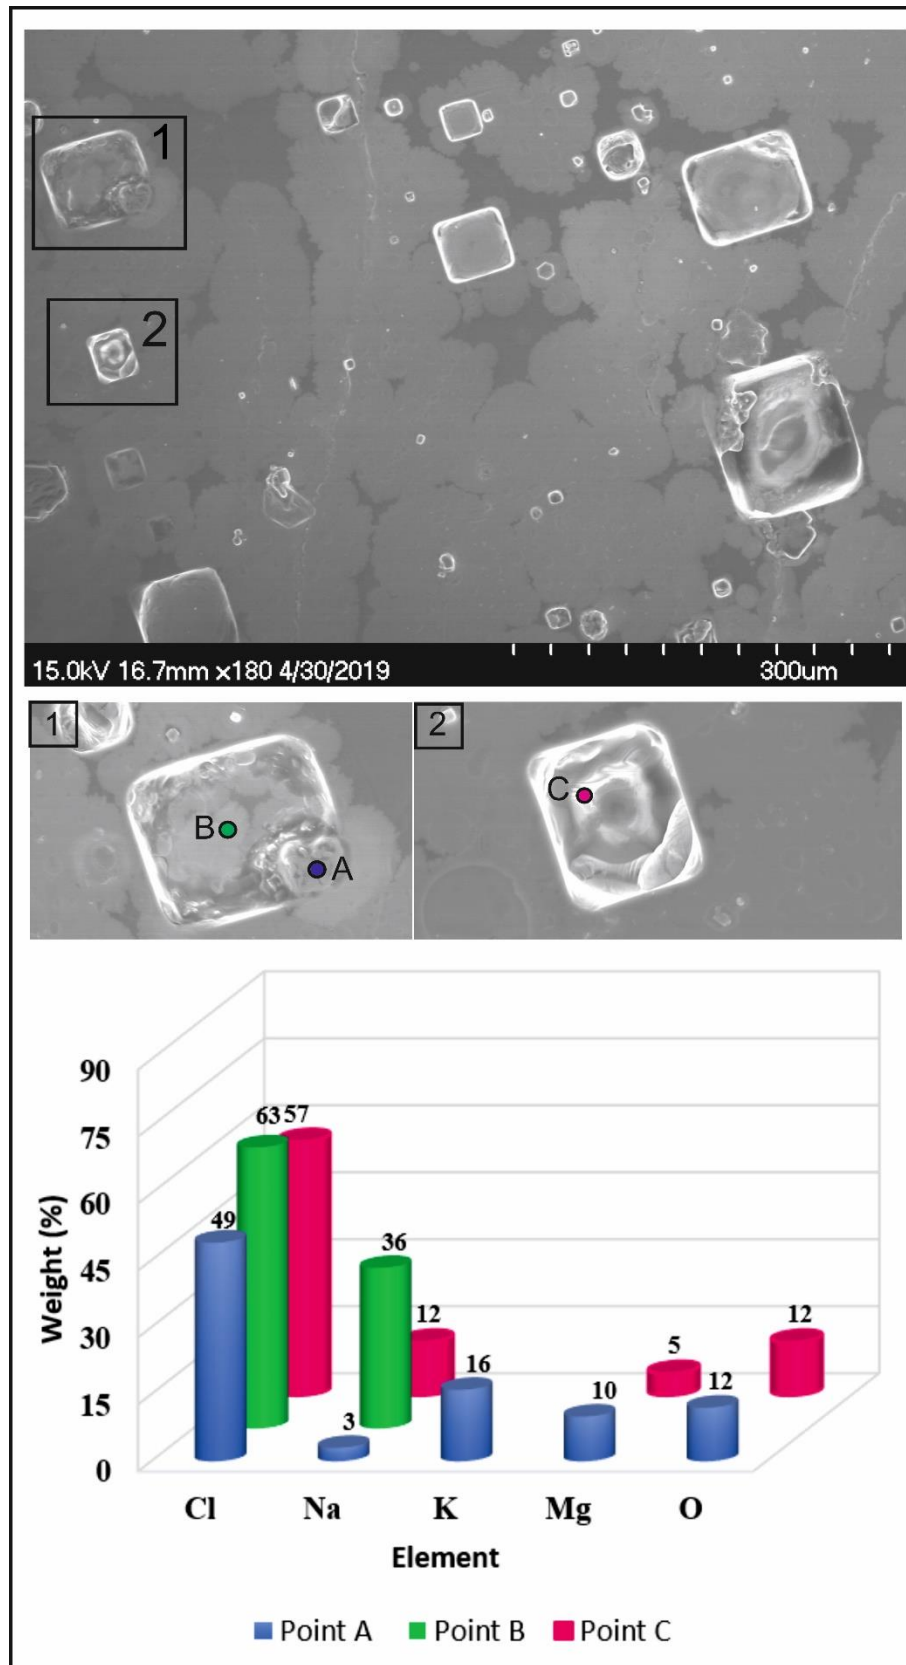 1
2
15.0kV 16.7mm x180 4/30/2019 300um
1
2
B
A
C
90
75
60
45
30
15
0
Weight (%)
63 57
49
36
12
12
16
5
3
10
12
Cl Na K Mg O
Element
Point A Point B Point C